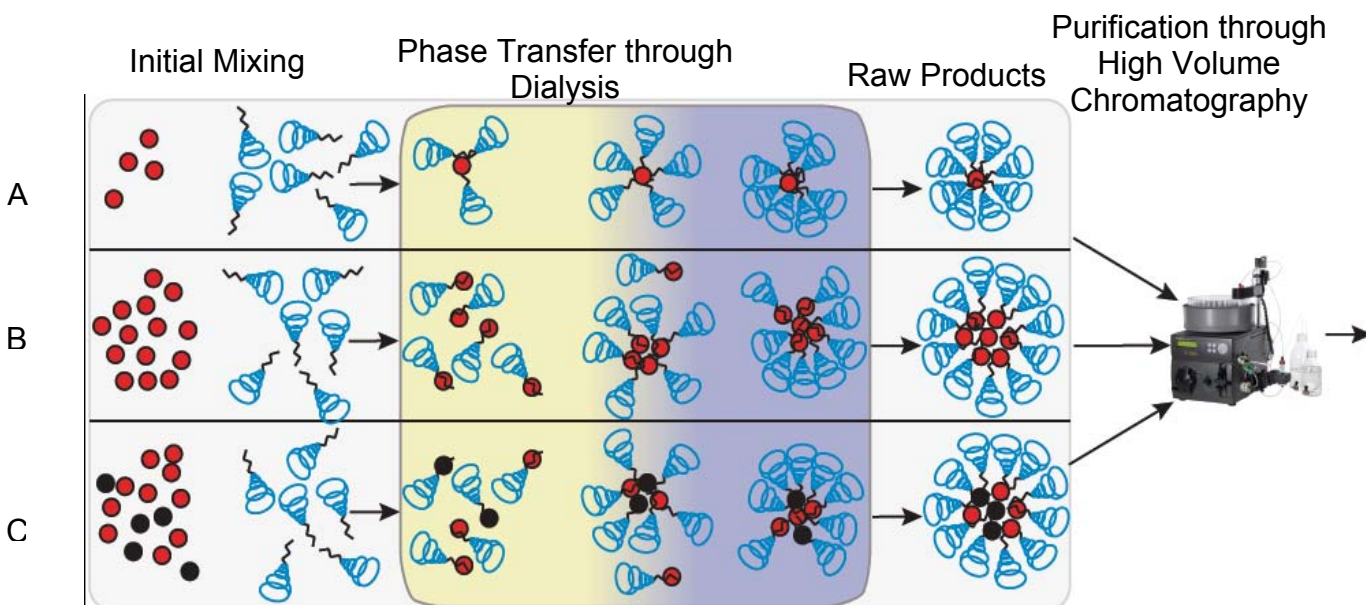 Initial Mixing
Phase Transfer through
Dialysis
Raw Products
Purification through
High Volume
Chromatography
A
B
C